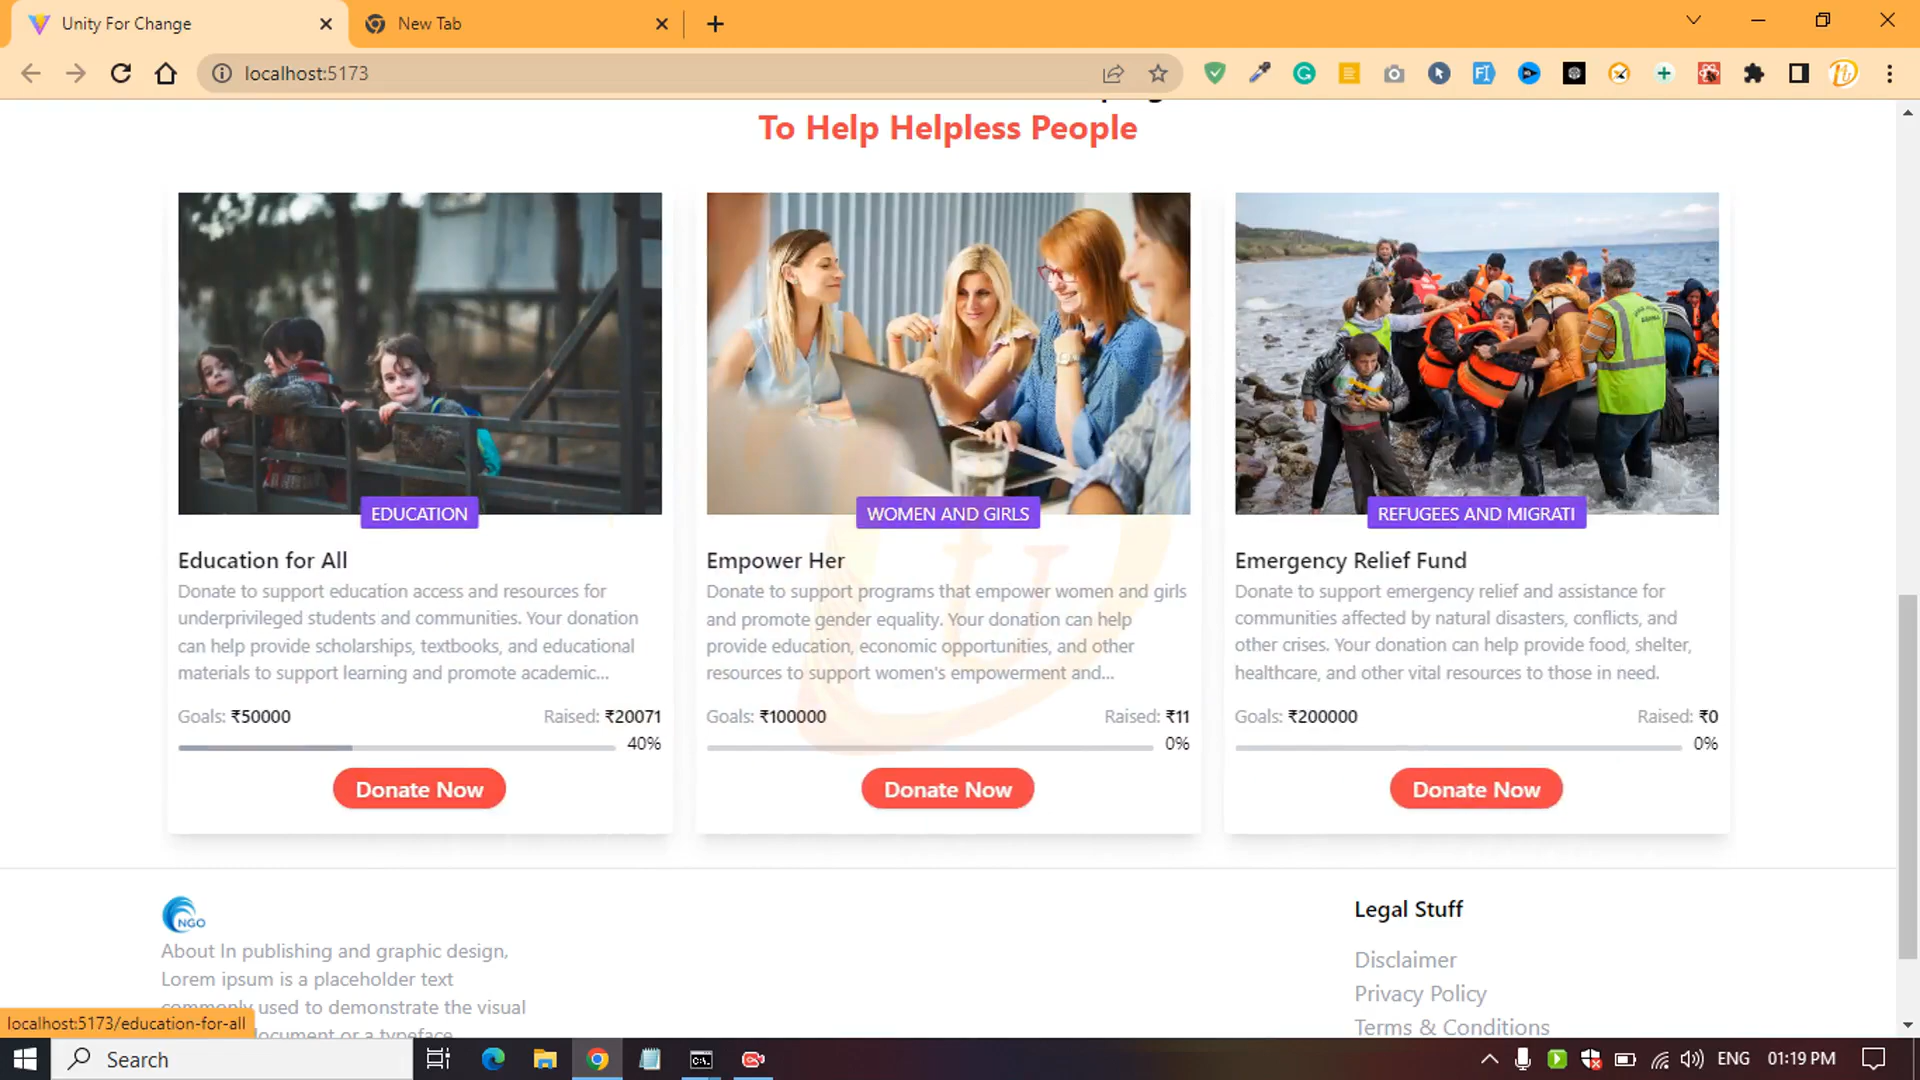 Unity For Change
New Tab
localhost:5173
To Help Helpless People
EDUCATION
Education for All
Donate to support education access and resources for
underprivileged students and communities. Your donation
can help provide scholarships, textbooks, and educational
materials to support learning and promote academic...
Goals: ₹50000 Raised: ₹20071
40%
Donate Now
WOMEN AND GIRLS
Empower Her
Donate to support programs that empower women and girls
and promote gender equality. Your donation can help
provide education, economic opportunities, and other
resources to support women's empowerment and...
Goals: ₹100000 Raised: ₹11
0%
Donate Now
REFUGEES AND MIGRATI
Emergency Relief Fund
Donate to support emergency relief and assistance for
communities affected by natural disasters, conflicts, and
other crises. Your donation can help provide food, shelter,
healthcare, and other vital resources to those in need.
Goals: ₹200000 Raised: ₹0
0%
Donate Now
NGO
About In publishing and graphic design,
Lorem ipsum is a placeholder text
commonly used to demonstrate the visual
document or a typeface
Legal Stuff
Disclaimer
Privacy Policy
Terms & Conditions
localhost:5173/education-for-all
Search
ENG 01:19 PM